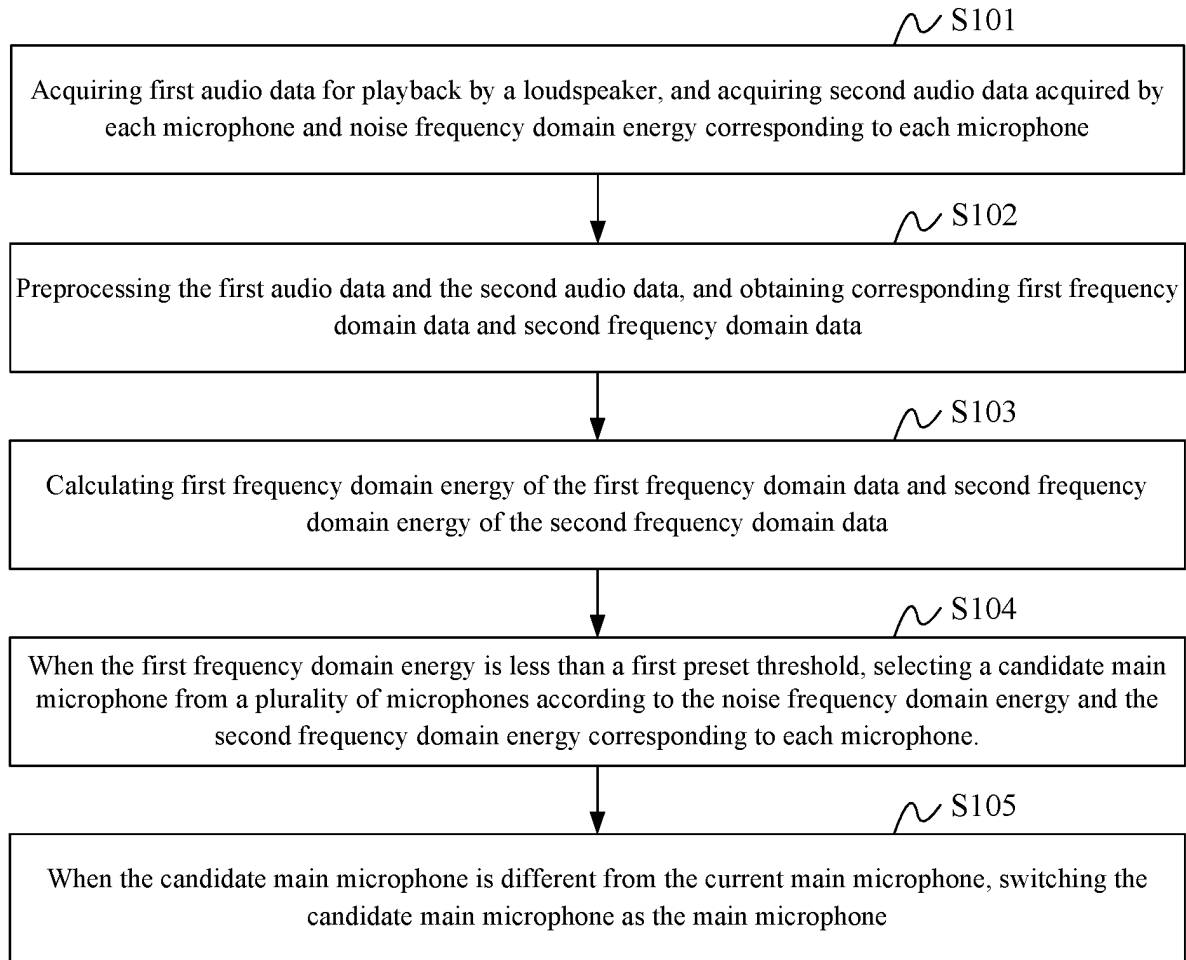 S101
Acquiring first audio data for playback by a loudspeaker, and acquiring second audio data acquired by
each microphone and noise frequency domain energy corresponding to each microphone
S102
Preprocessing the first audio data and the second audio data, and obtaining corresponding first frequency
domain data and second frequency domain data
S103
Calculating first frequency domain energy of the first frequency domain data and second frequency
domain energy of the second frequency domain data
S104
When the first frequency domain energy is less than a first preset threshold, selecting a candidate main
microphone from a plurality of microphones according to the noise frequency domain energy and the
second frequency domain energy corresponding to each microphone.
S105
When the candidate main microphone is different from the current main microphone, switching the
candidate main microphone as the main microphone